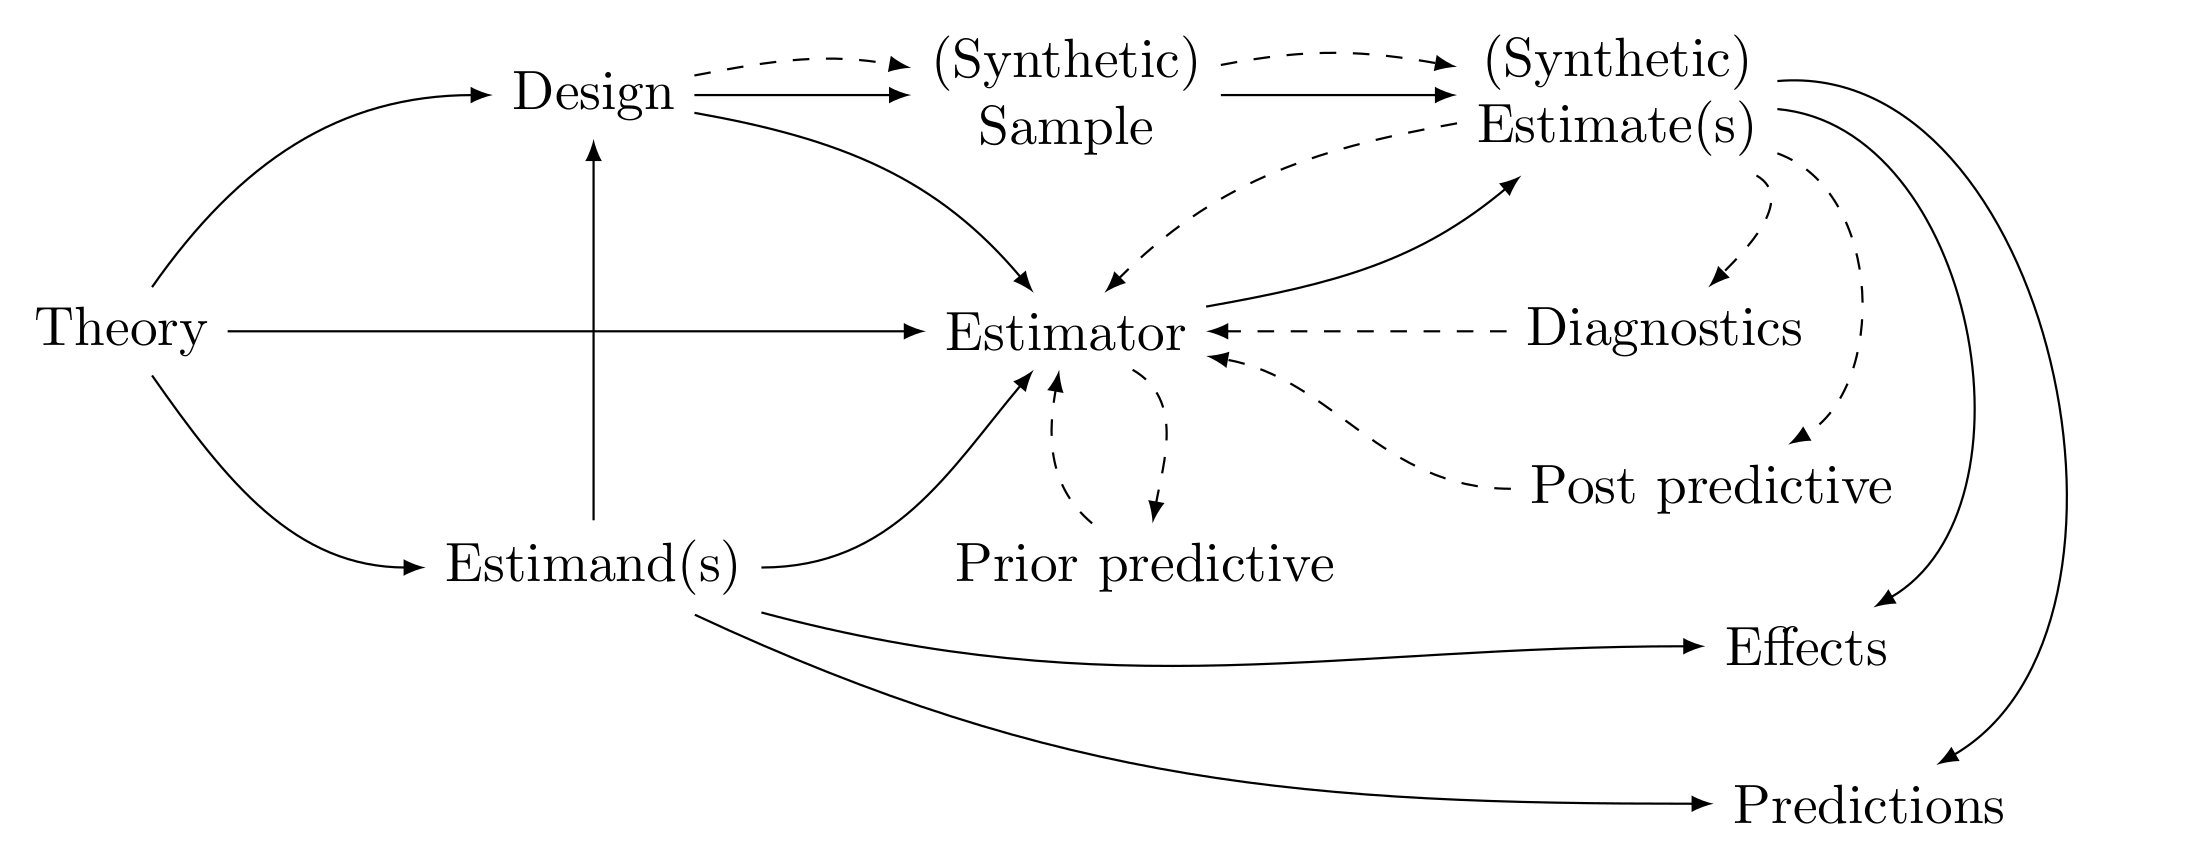 (Synthetic)
Sample
(Synthetic)
Estimate(s)
Design
Theory
Estimator
Diagnostics
Post predictive
Estimand(s)
Prior predictive
Effects
Predictions